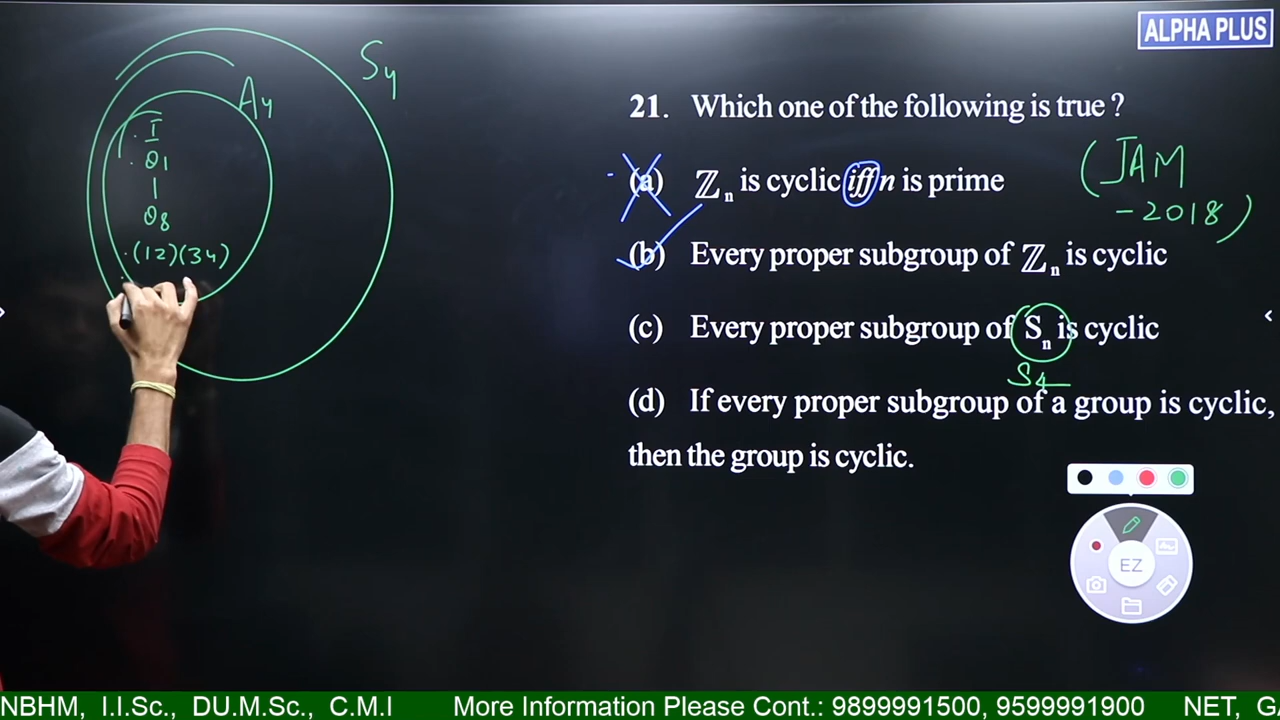 ALPHA PLUS
S4
A4
I
θ1
|
θ8
(12)(34)
21. Which one of the following is true ?
(JAM
-2018)
(a) ℤn is cyclic iff n is prime
(b) Every proper subgroup of ℤn is cyclic
(c) Every proper subgroup of Sn is cyclic
S4
(d) If every proper subgroup of a group is cyclic,
then the group is cyclic.
EZ
NBHM, I.I.Sc., DU.M.Sc., C.M.I More Information Please Cont.: 9899991500, 9599991900 NET, GA